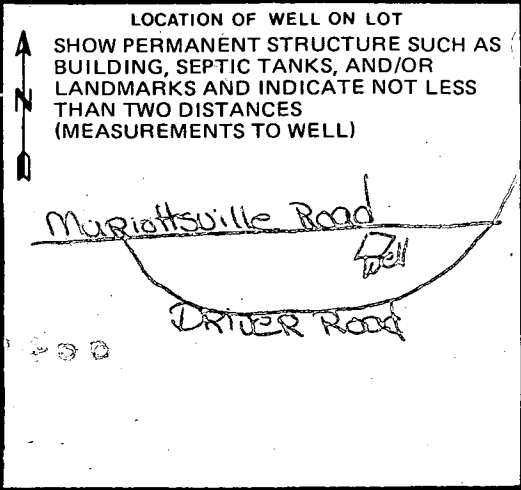 LOCATION OF WELL ON LOT
SHOW PERMANENT STRUCTURE SUCH AS
BUILDING, SEPTIC TANKS, AND/OR
LANDMARKS AND INDICATE NOT LESS
THAN TWO DISTANCES
(MEASUREMENTS TO WELL)
N
Mariottsville Road
Well
DRIVER Road